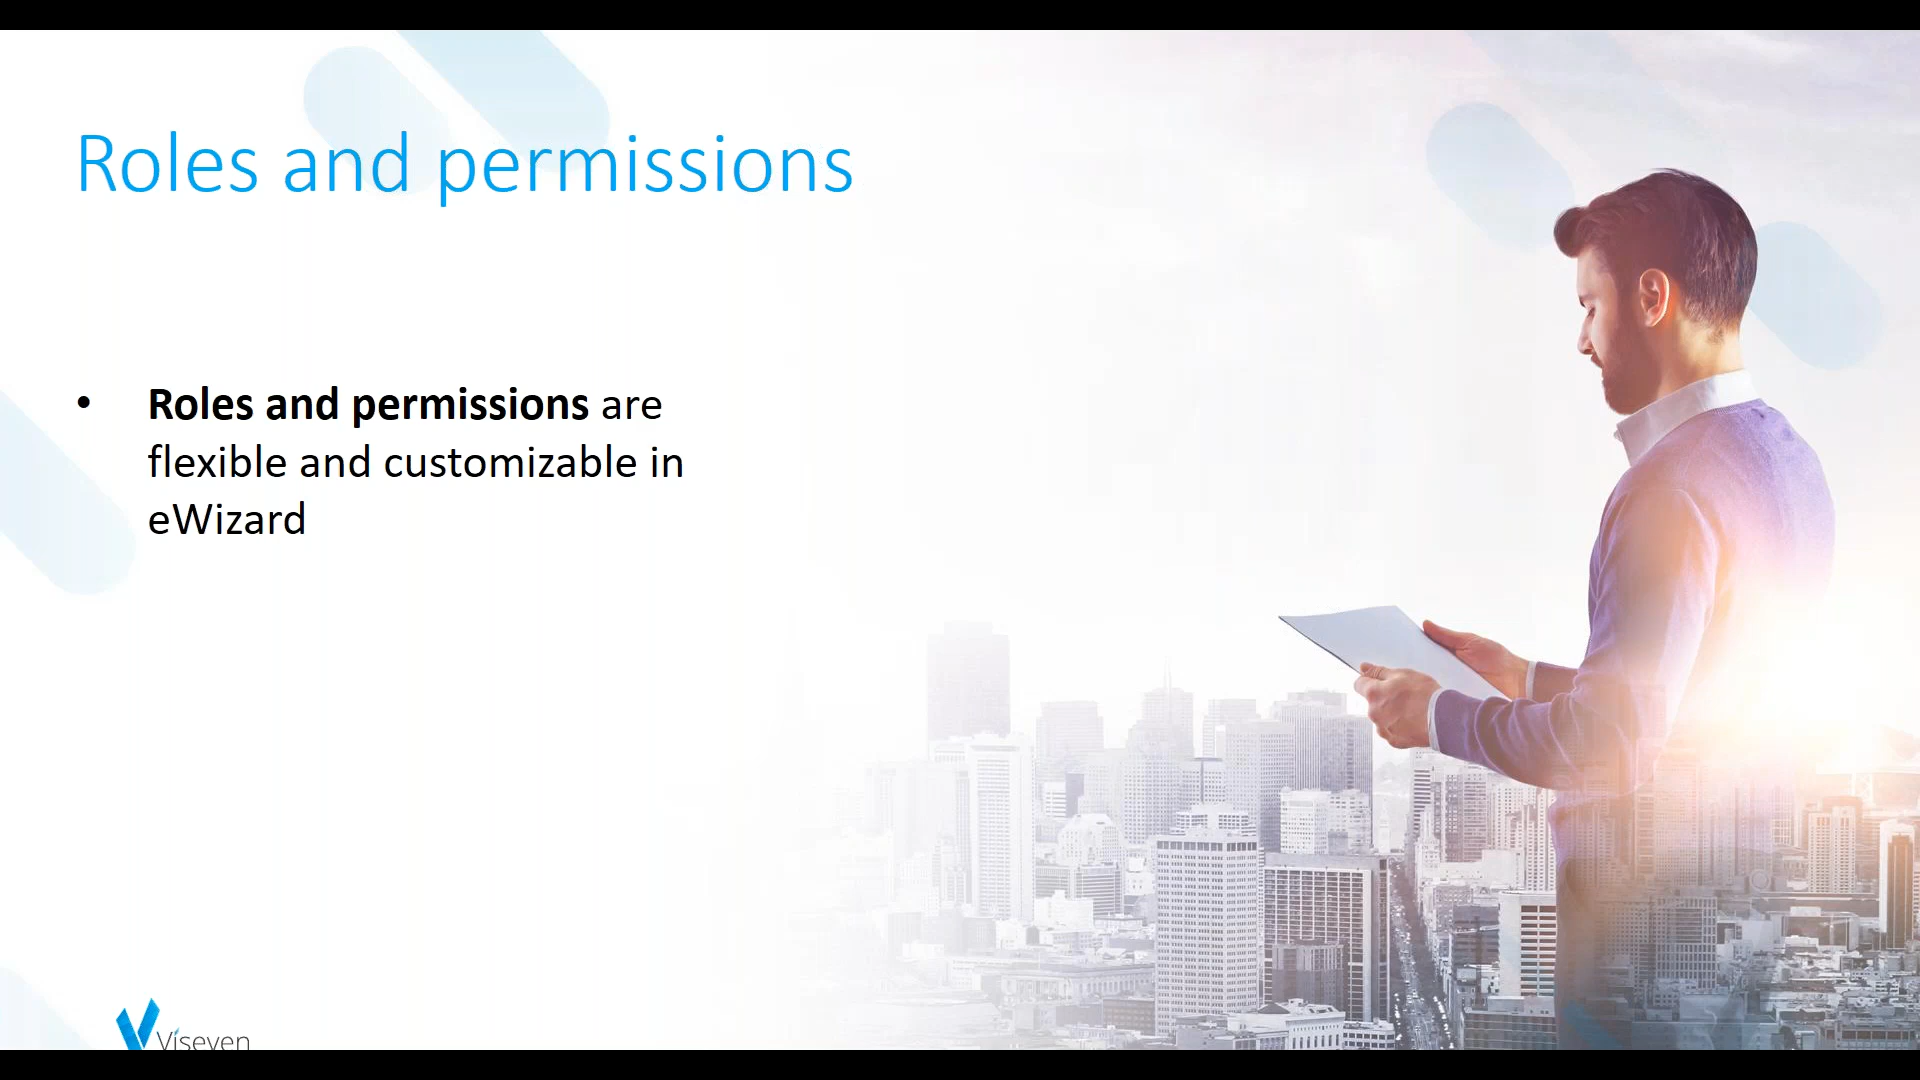 Roles and permissions
• Roles and permissions are
flexible and customizable in
eWizard
Viseven